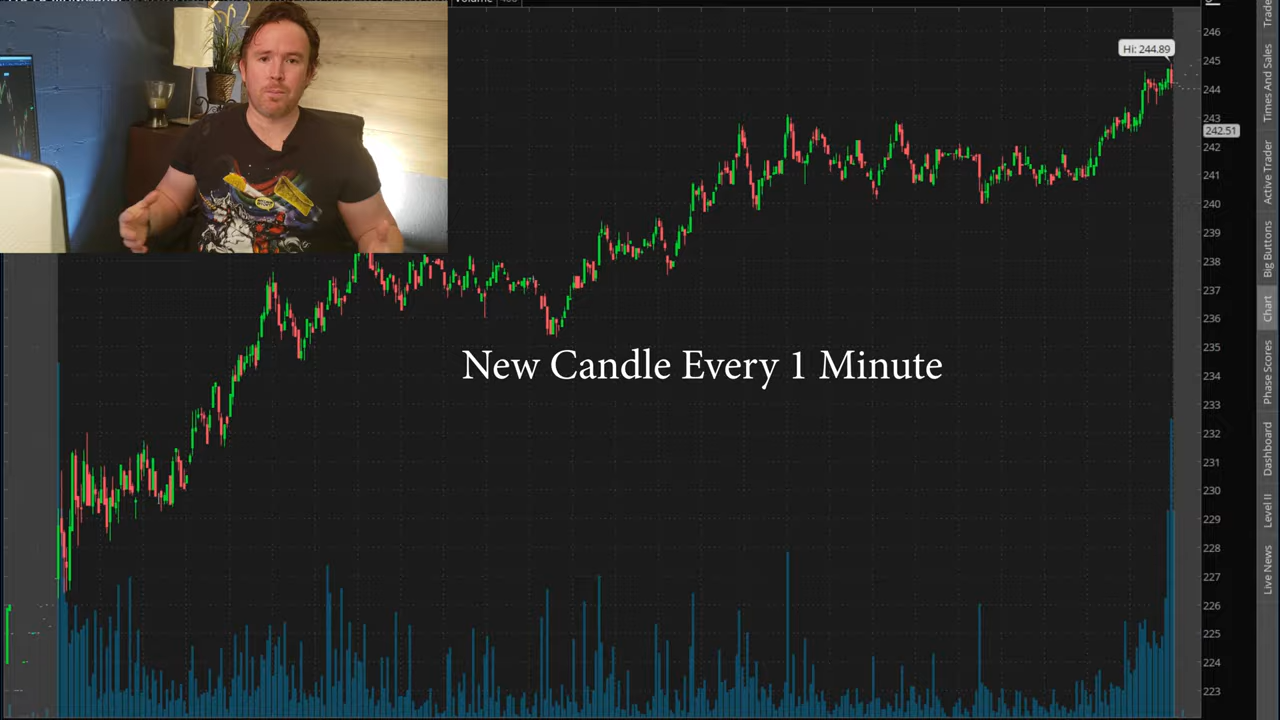 Volume
Hi: 244.89
246
245
244
243
242.51
242
241
240
239
238
237
236
235
234
233
232
231
230
229
228
227
226
225
224
223
New Candle Every 1 Minute
Trade
Times And Sales
Active Trader
Big Buttons
Chart
Phase Scores
Dashboard
Level II
Live News